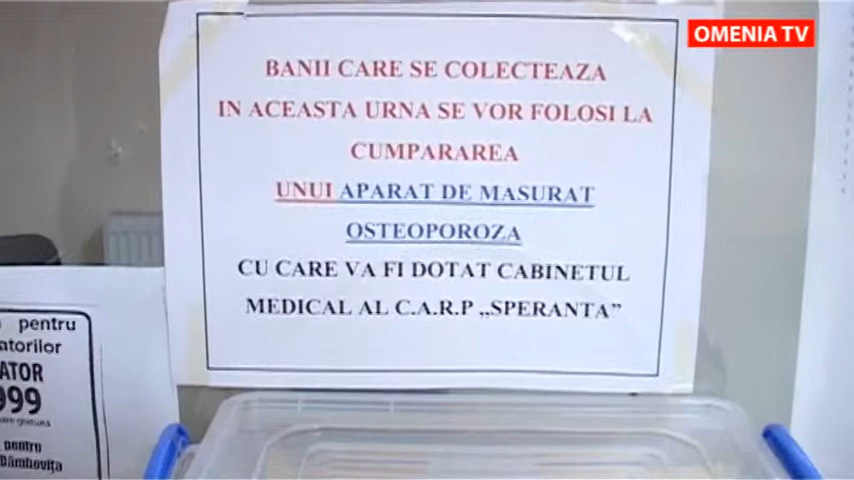 OMENIA TV
BANII CARE SE COLECTEAZA
IN ACEASTA URNA SE VOR FOLOSI LA
CUMPARAREA
UNUI APARAT DE MASURAT
OSTEOPOROZA
CU CARE VA FI DOTAT CABINETUL
MEDICAL AL C.A.R.P „SPERANTA”
pentru
atorilor
ATOR
999
gratuită
pentru
Dâmbovița